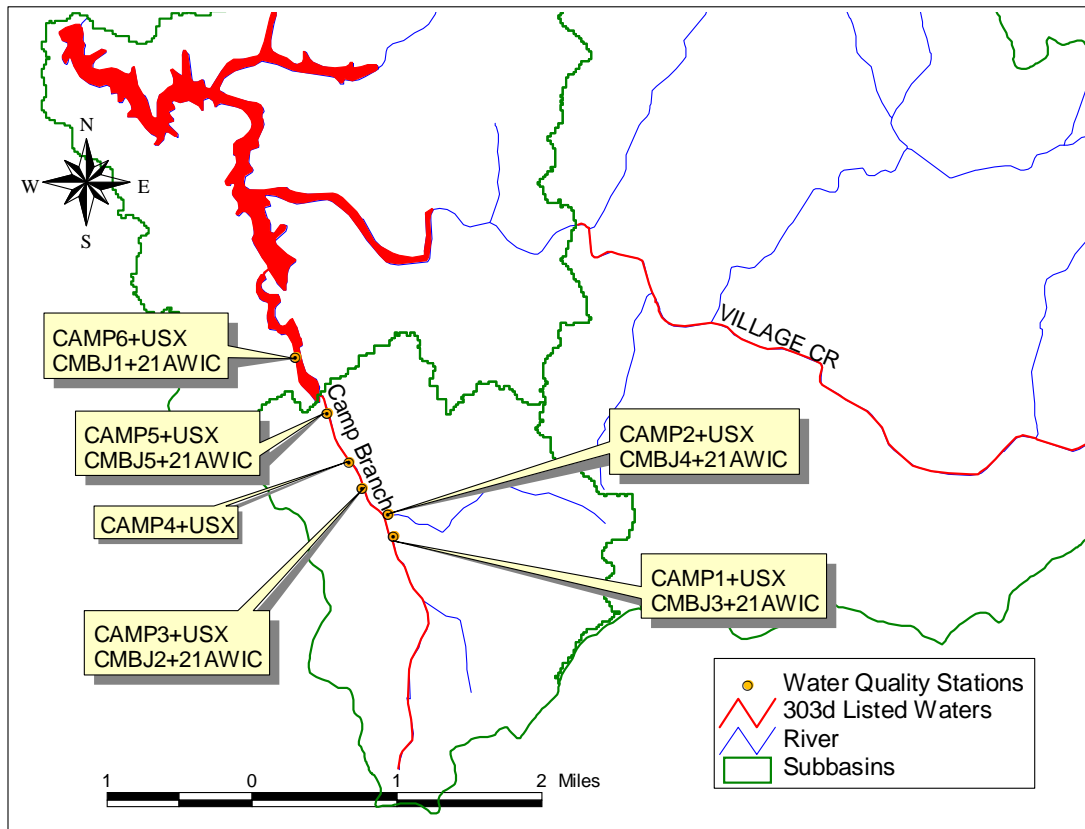 N
W E
S
CAMP6+USX
CMBJ1+21AWIC
VILLAGE CR
Camp Branch
CAMP5+USX
CMBJ5+21AWIC
CAMP2+USX
CMBJ4+21AWIC
CAMP4+USX
CAMP1+USX
CMBJ3+21AWIC
CAMP3+USX
CMBJ2+21AWIC
Water Quality Stations
303d Listed Waters
River
Subbasins
1 0 1 2 Miles